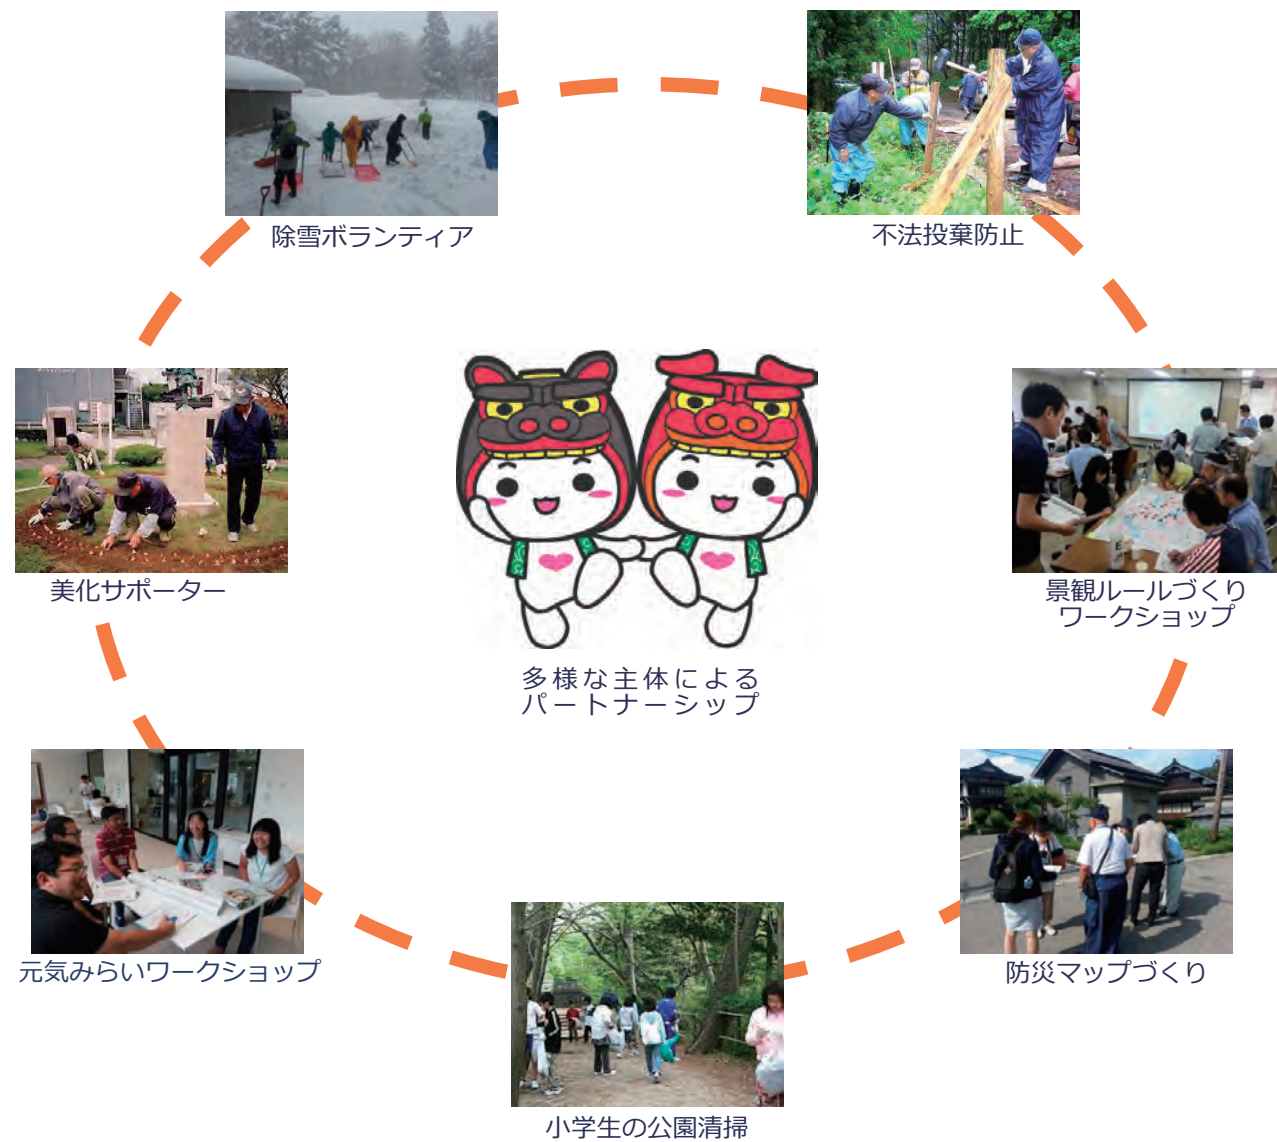 除雪ボランティア
不法投棄防止
美化サポーター
景観ルールづくり
ワークショップ
多様な主体による
パートナーシップ
元気みらいワークショップ
防災マップづくり
小学生の公園清掃